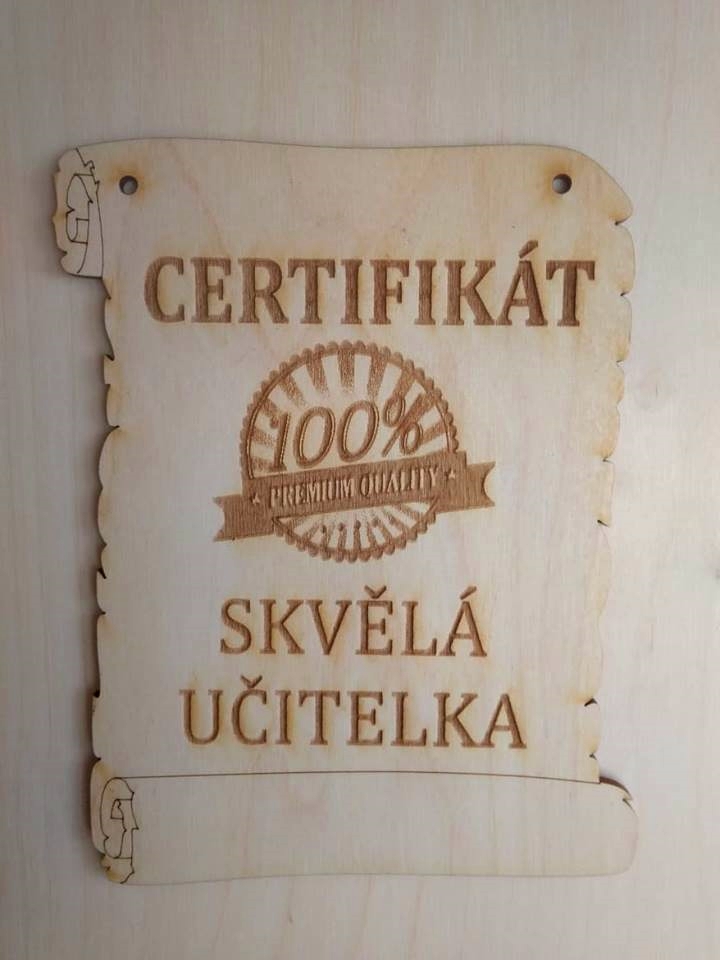 CERTIFIKÁT
100%
PREMIUM QUALITY
SKVĚLÁ
UČITELKA